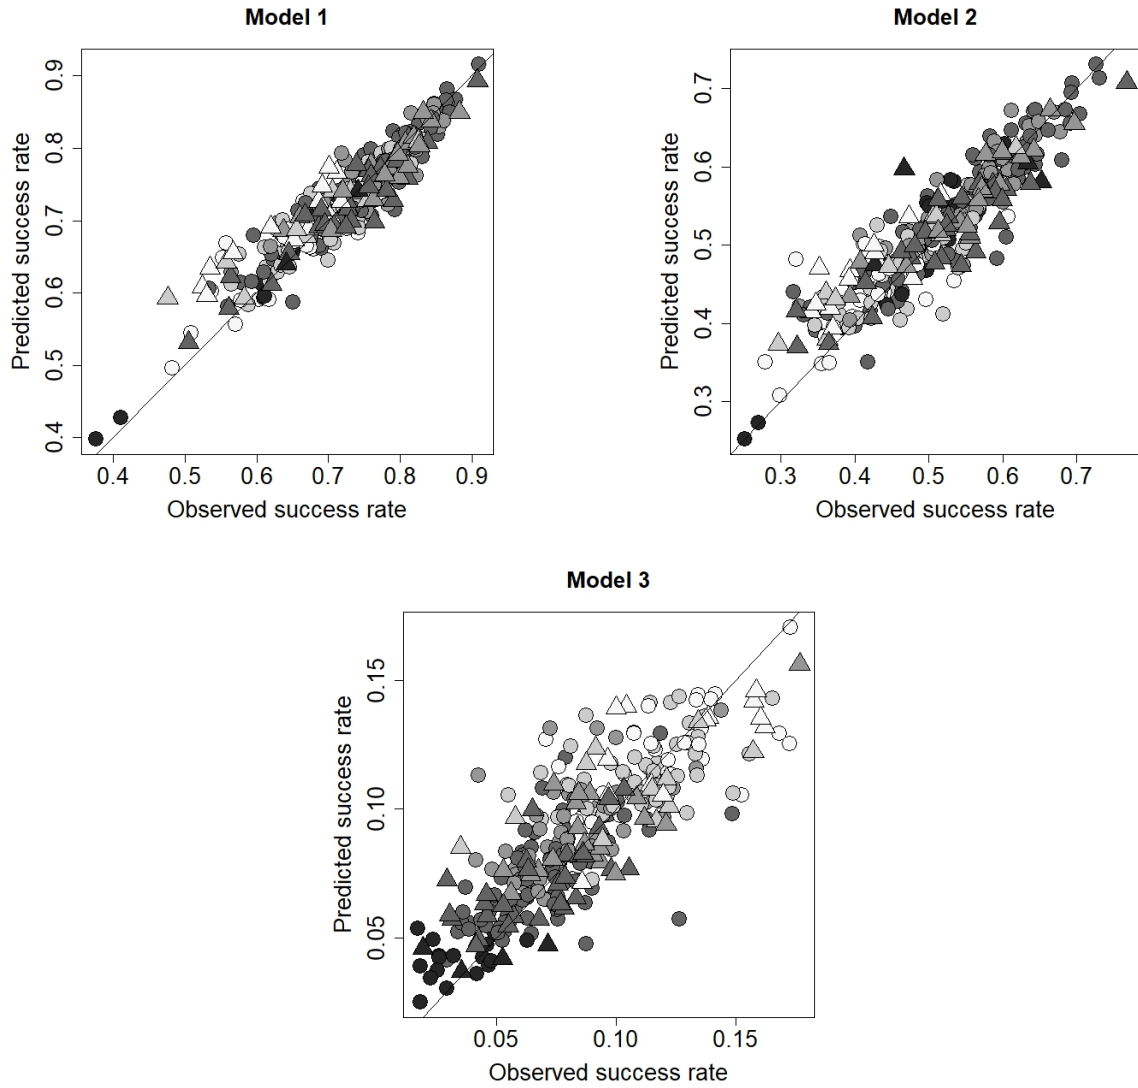 Model 1
Predicted success rate
0.9
0.8
0.7
0.6
0.5
0.4
0.4 0.5 0.6 0.7 0.8 0.9
Observed success rate
Model 2
Predicted success rate
0.7
0.6
0.5
0.4
0.3
0.3 0.4 0.5 0.6 0.7
Observed success rate
Model 3
Predicted success rate
0.15
0.10
0.05
0.05 0.10 0.15
Observed success rate